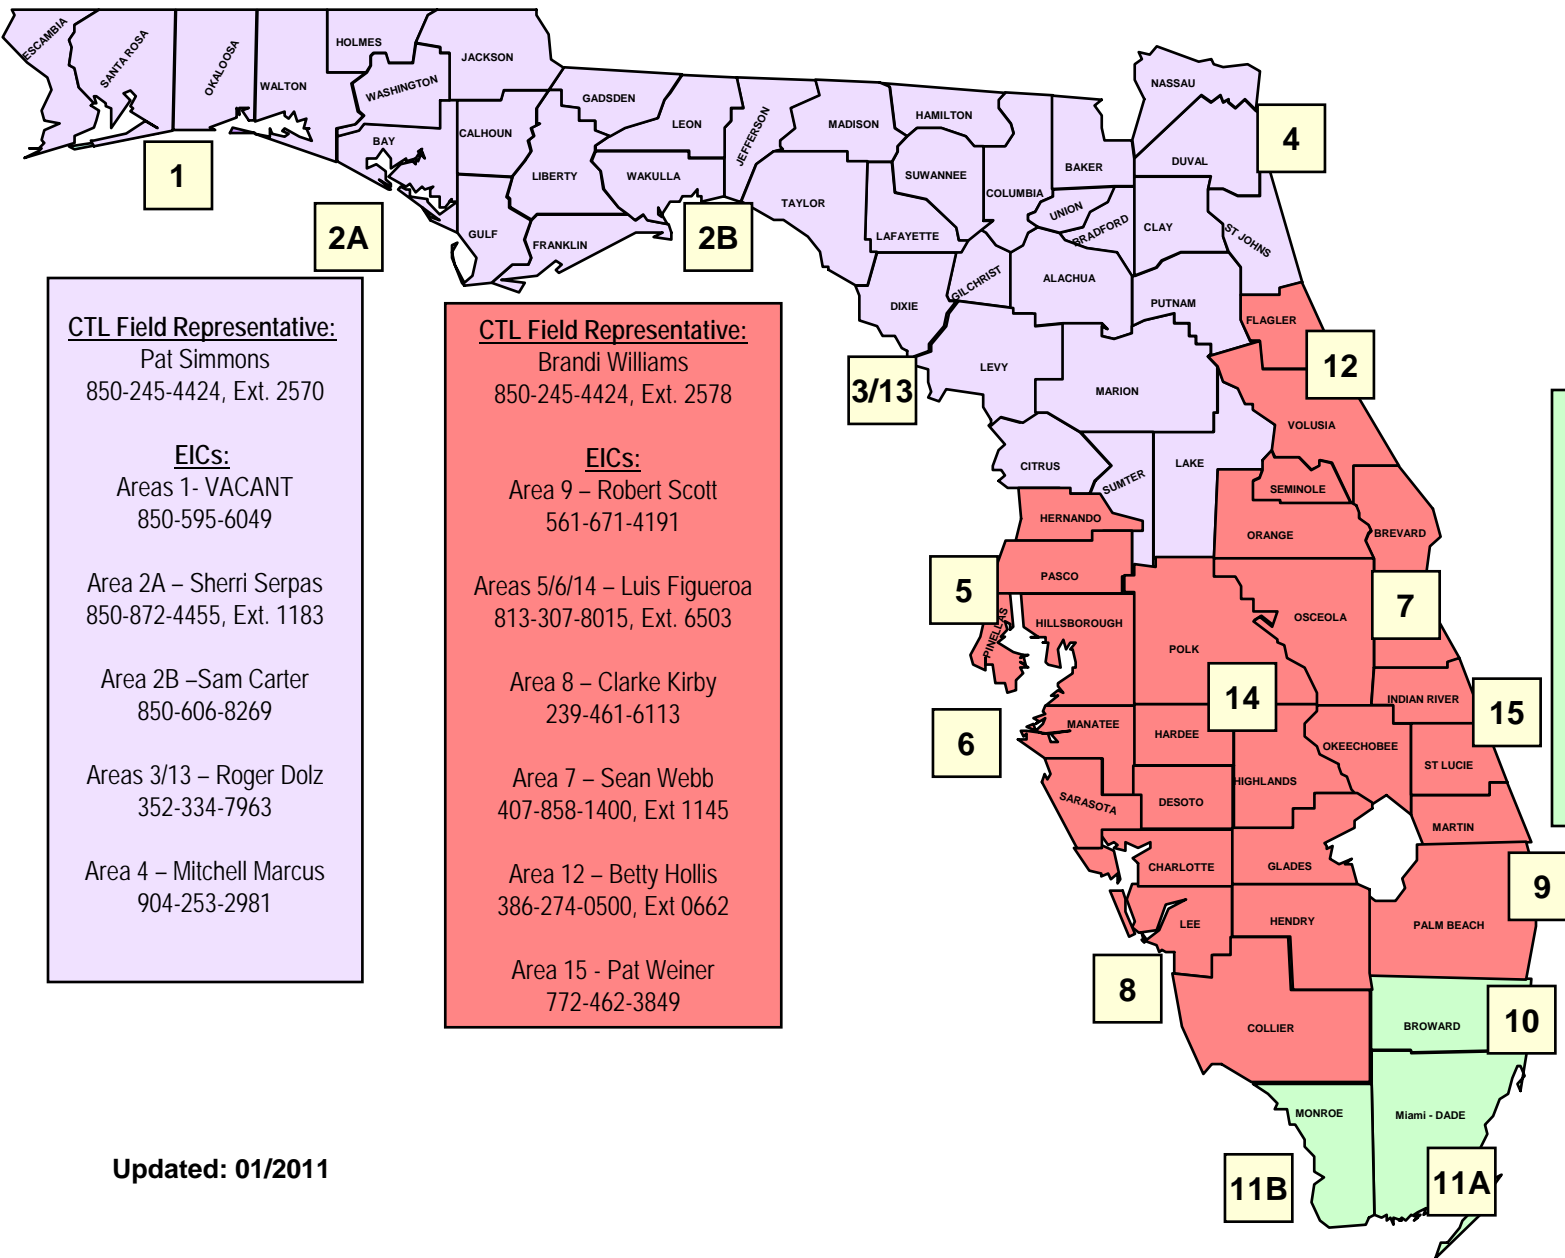 ESCAMBIA
SANTA ROSA
OKALOOSA
WALTON
HOLMES
WASHINGTON
JACKSON
BAY
CALHOUN
GULF
GADSDEN
LIBERTY
FRANKLIN
LEON
WAKULLA
JEFFERSON
MADISON
TAYLOR
HAMILTON
SUWANNEE
LAFAYETTE
DIXIE
COLUMBIA
GILCHRIST
BAKER
UNION
BRADFORD
ALACHUA
LEVY
NASSAU
DUVAL
CLAY
ST JOHNS
PUTNAM
FLAGLER
MARION
VOLUSIA
CITRUS
SUMTER
LAKE
SEMINOLE
HERNANDO
ORANGE
BREVARD
PASCO
PINELLAS
HILLSBOROUGH
POLK
OSCEOLA
INDIAN RIVER
MANATEE
HARDEE
OKEECHOBEE
ST LUCIE
HIGHLANDS
SARASOTA
DESOTO
MARTIN
CHARLOTTE
GLADES
LEE
HENDRY
PALM BEACH
COLLIER
BROWARD
MONROE
Miami - DADE
1
2A
2B
3/13
4
12
5
7
14
15
6
9
8
10
11B
11A
CTL Field Representative:
Pat Simmons
850-245-4424, Ext. 2570
EICs:
Areas 1- VACANT
850-595-6049
Area 2A – Sherri Serpas
850-872-4455, Ext. 1183
Area 2B –Sam Carter
850-606-8269
Areas 3/13 – Roger Dolz
352-334-7963
Area 4 – Mitchell Marcus
904-253-2981
CTL Field Representative:
Brandi Williams
850-245-4424, Ext. 2578
EICs:
Area 9 – Robert Scott
561-671-4191
Areas 5/6/14 – Luis Figueroa
813-307-8015, Ext. 6503
Area 8 – Clarke Kirby
239-461-6113
Area 7 – Sean Webb
407-858-1400, Ext 1145
Area 12 – Betty Hollis
386-274-0500, Ext 0662
Area 15 - Pat Weiner
772-462-3849
Updated: 01/2011